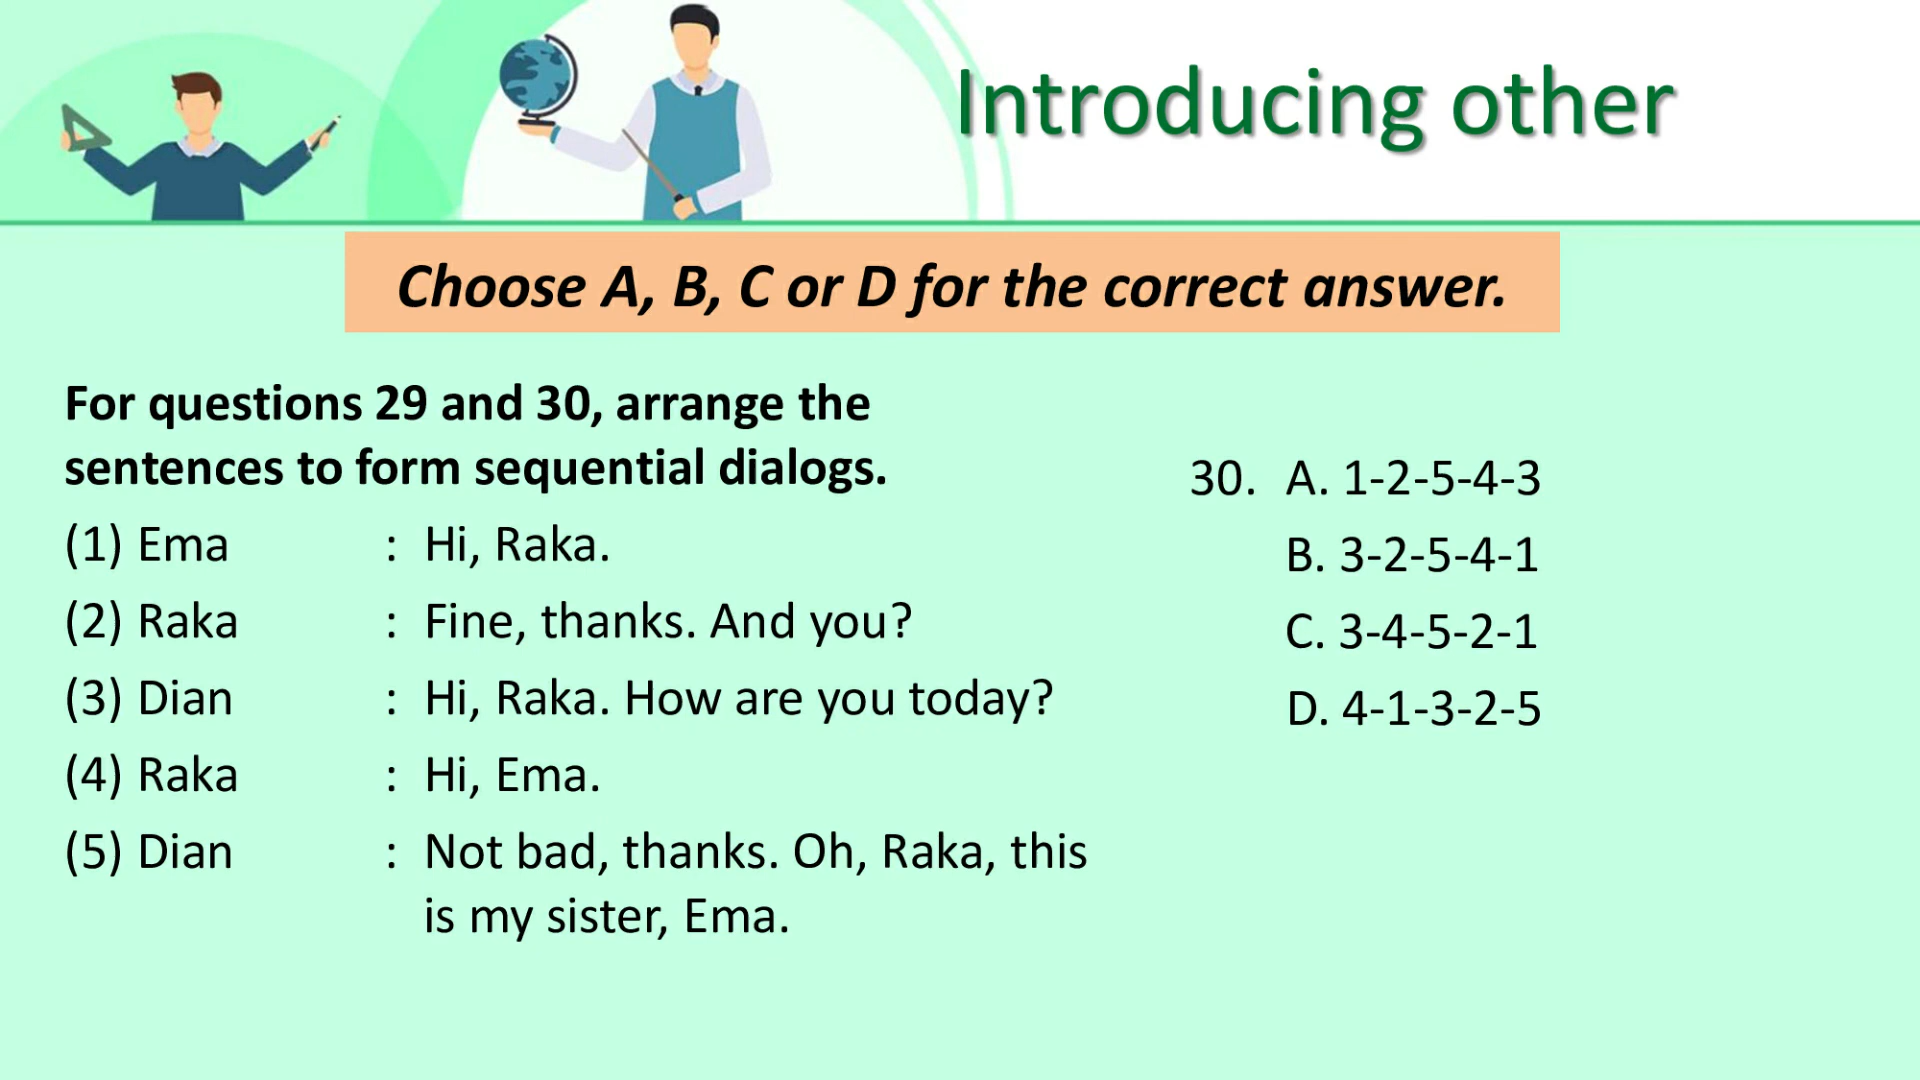 Introducing other
Choose A, B, C or D for the correct answer.
For questions 29 and 30, arrange the
sentences to form sequential dialogs.
(1) Ema : Hi, Raka.
(2) Raka : Fine, thanks. And you?
(3) Dian : Hi, Raka. How are you today?
(4) Raka : Hi, Ema.
(5) Dian : Not bad, thanks. Oh, Raka, this
is my sister, Ema.
30. A. 1-2-5-4-3
B. 3-2-5-4-1
C. 3-4-5-2-1
D. 4-1-3-2-5